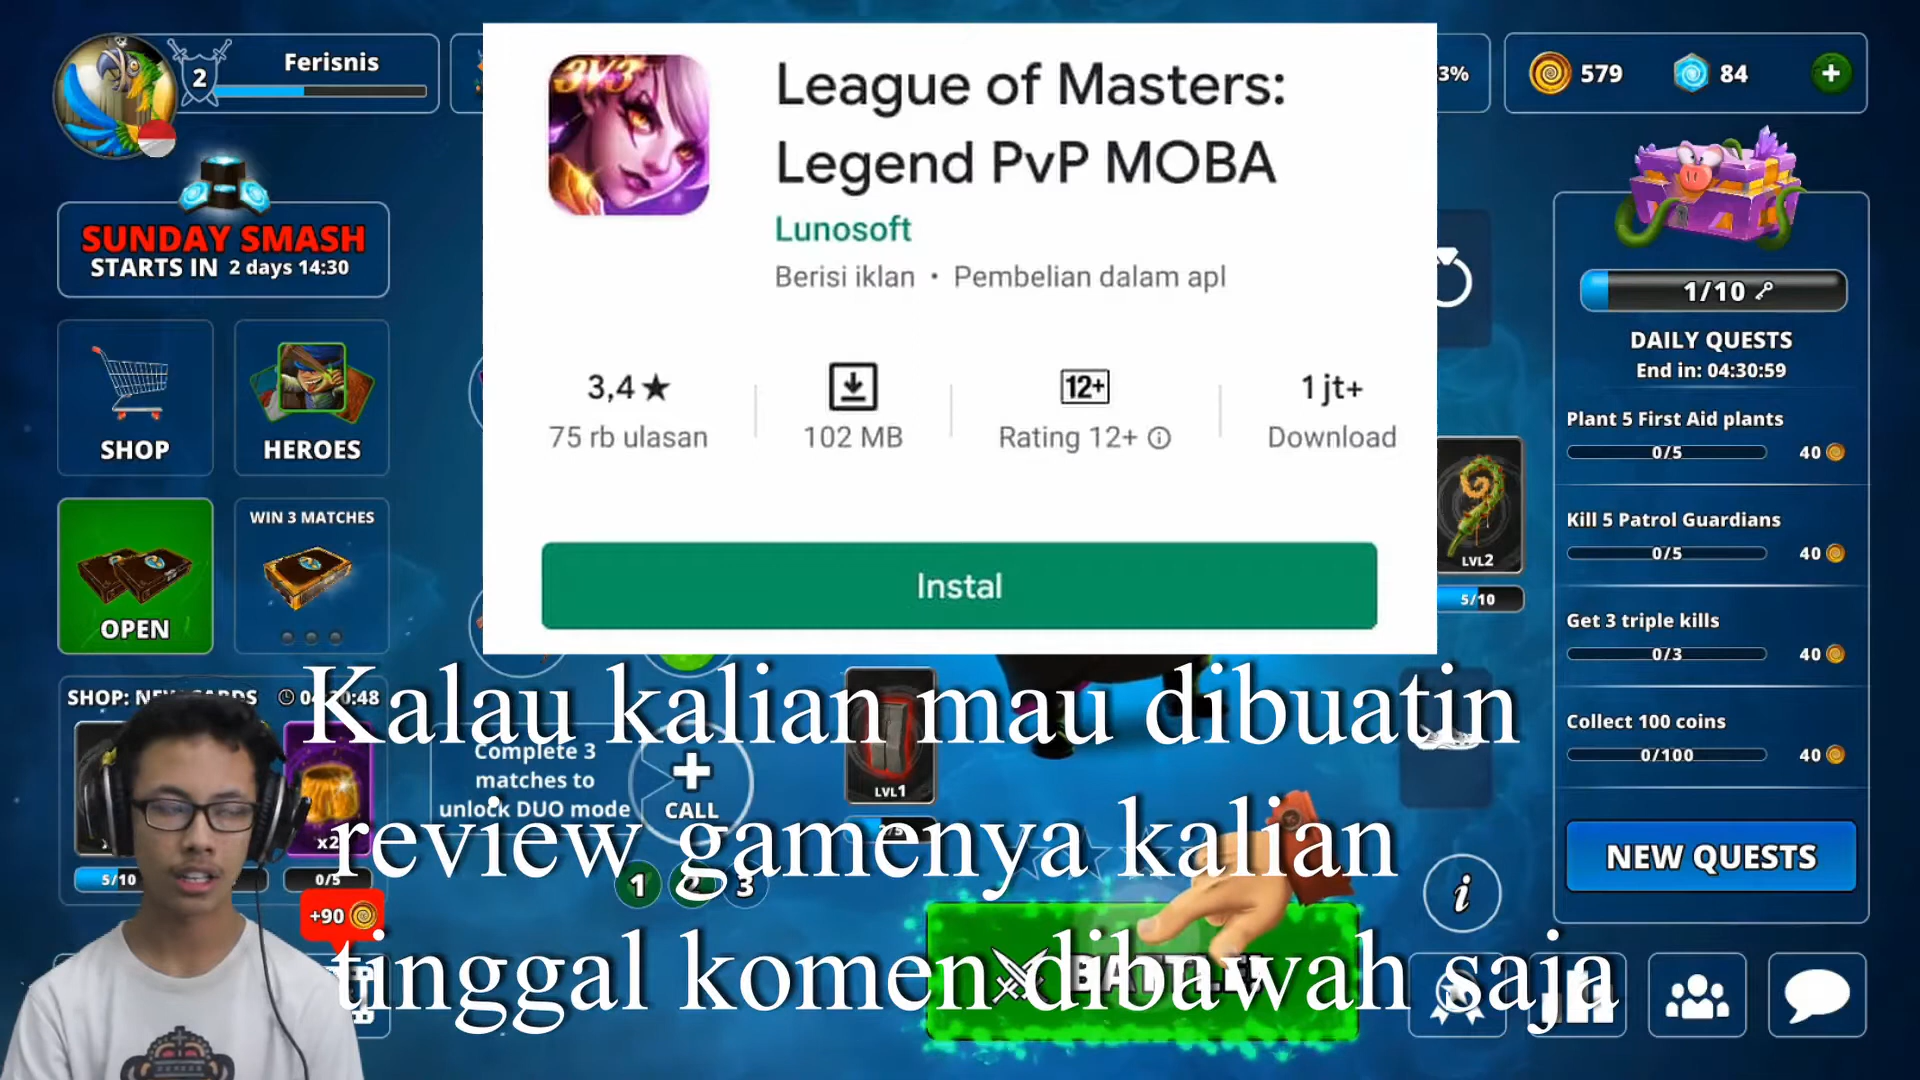 2
Ferisnis
3%
579
84
SUNDAY SMASH
STARTS IN 2 days 14:30
SHOP
HEROES
OPEN
WIN 3 MATCHES
3V3
League of Masters:
Legend PvP MOBA
Lunosoft
Berisi iklan • Pembelian dalam apl
3,4★
75 rb ulasan
102 MB
12+
Rating 12+
1 jt+
Download
Instal
1/10
DAILY QUESTS
End in: 04:30:59
Plant 5 First Aid plants
0/5
40
Kill 5 Patrol Guardians
0/5
40
Get 3 triple kills
0/3
40
Collect 100 coins
0/100
40
NEW QUESTS
LVL2
5/10
Kalau kalian mau dibuatin
review gamenya kalian
tinggal komen dibawah saja
Complete 3
matches to
unlock DUO mode
CALL
LVL1
1
3
x2
5/10
0/5
+90
BATTLE!
i